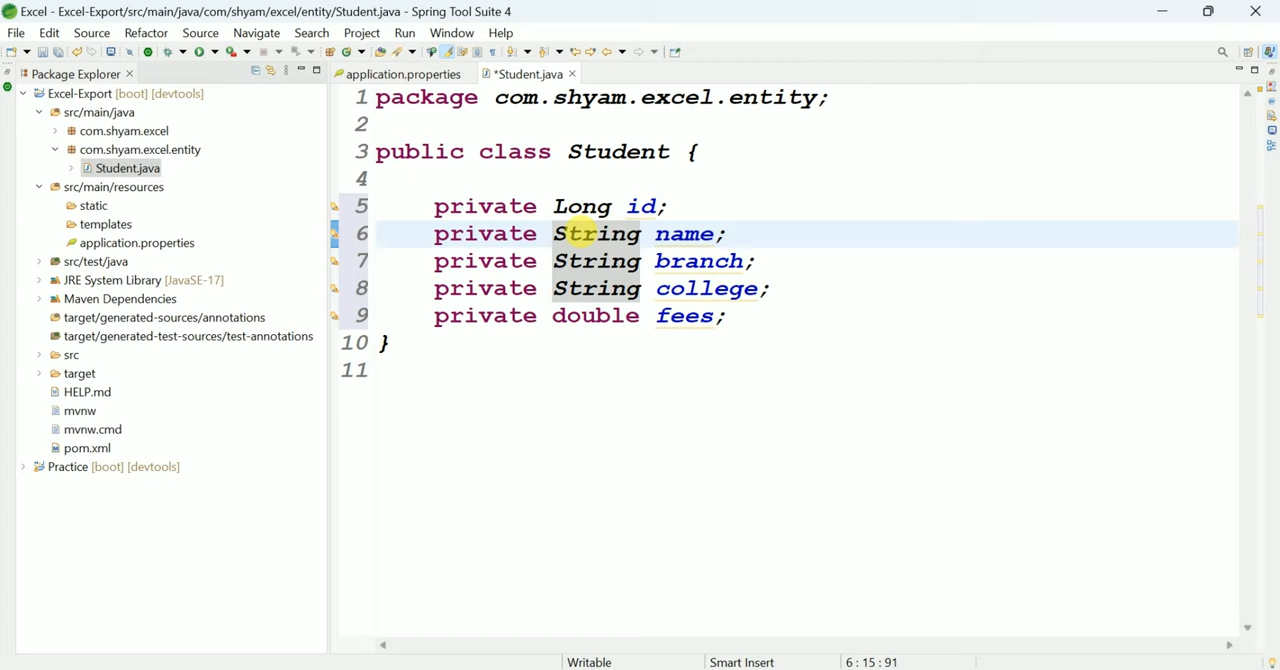 Excel - Excel-Export/src/main/java/com/shyam/excel/entity/Student.java - Spring Tool Suite 4
File Edit Source Refactor Source Navigate Search Project Run Window Help
Package Explorer
application.properties
*Student.java
Excel-Export [boot] [devtools]
src/main/java
com.shyam.excel
com.shyam.excel.entity
Student.java
src/main/resources
static
templates
application.properties
src/test/java
JRE System Library [JavaSE-17]
Maven Dependencies
target/generated-sources/annotations
target/generated-test-sources/test-annotations
src
target
HELP.md
mvnw
mvnw.cmd
pom.xml
Practice [boot] [devtools]
1 package com.shyam.excel.entity;
2
3 public class Student {
4
5 private Long id;
6 private String name;
7 private String branch;
8 private String college;
9 private double fees;
10 }
11
Writable Smart Insert 6 : 15 : 91